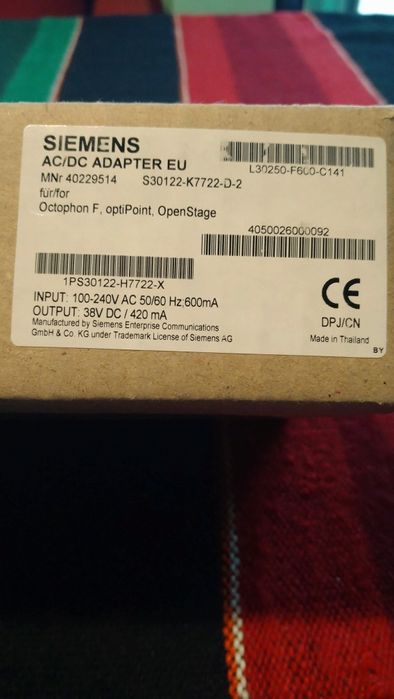 SIEMENS
AC/DC ADAPTER EU
L30250-F600-C141
MNr 40229514 S30122-K7722-D-2
für/for
Octophon F, optiPoint, OpenStage
4050026000092
1PS30122-H7722-X
INPUT: 100-240V AC 50/60 Hz,600mA
OUTPUT: 38V DC / 420 mA
Manufactured by Siemens Enterprise Communications
GmbH & Co. KG under Trademark License of Siemens AG
CE
DPJ/CN
Made in Thailand
BY